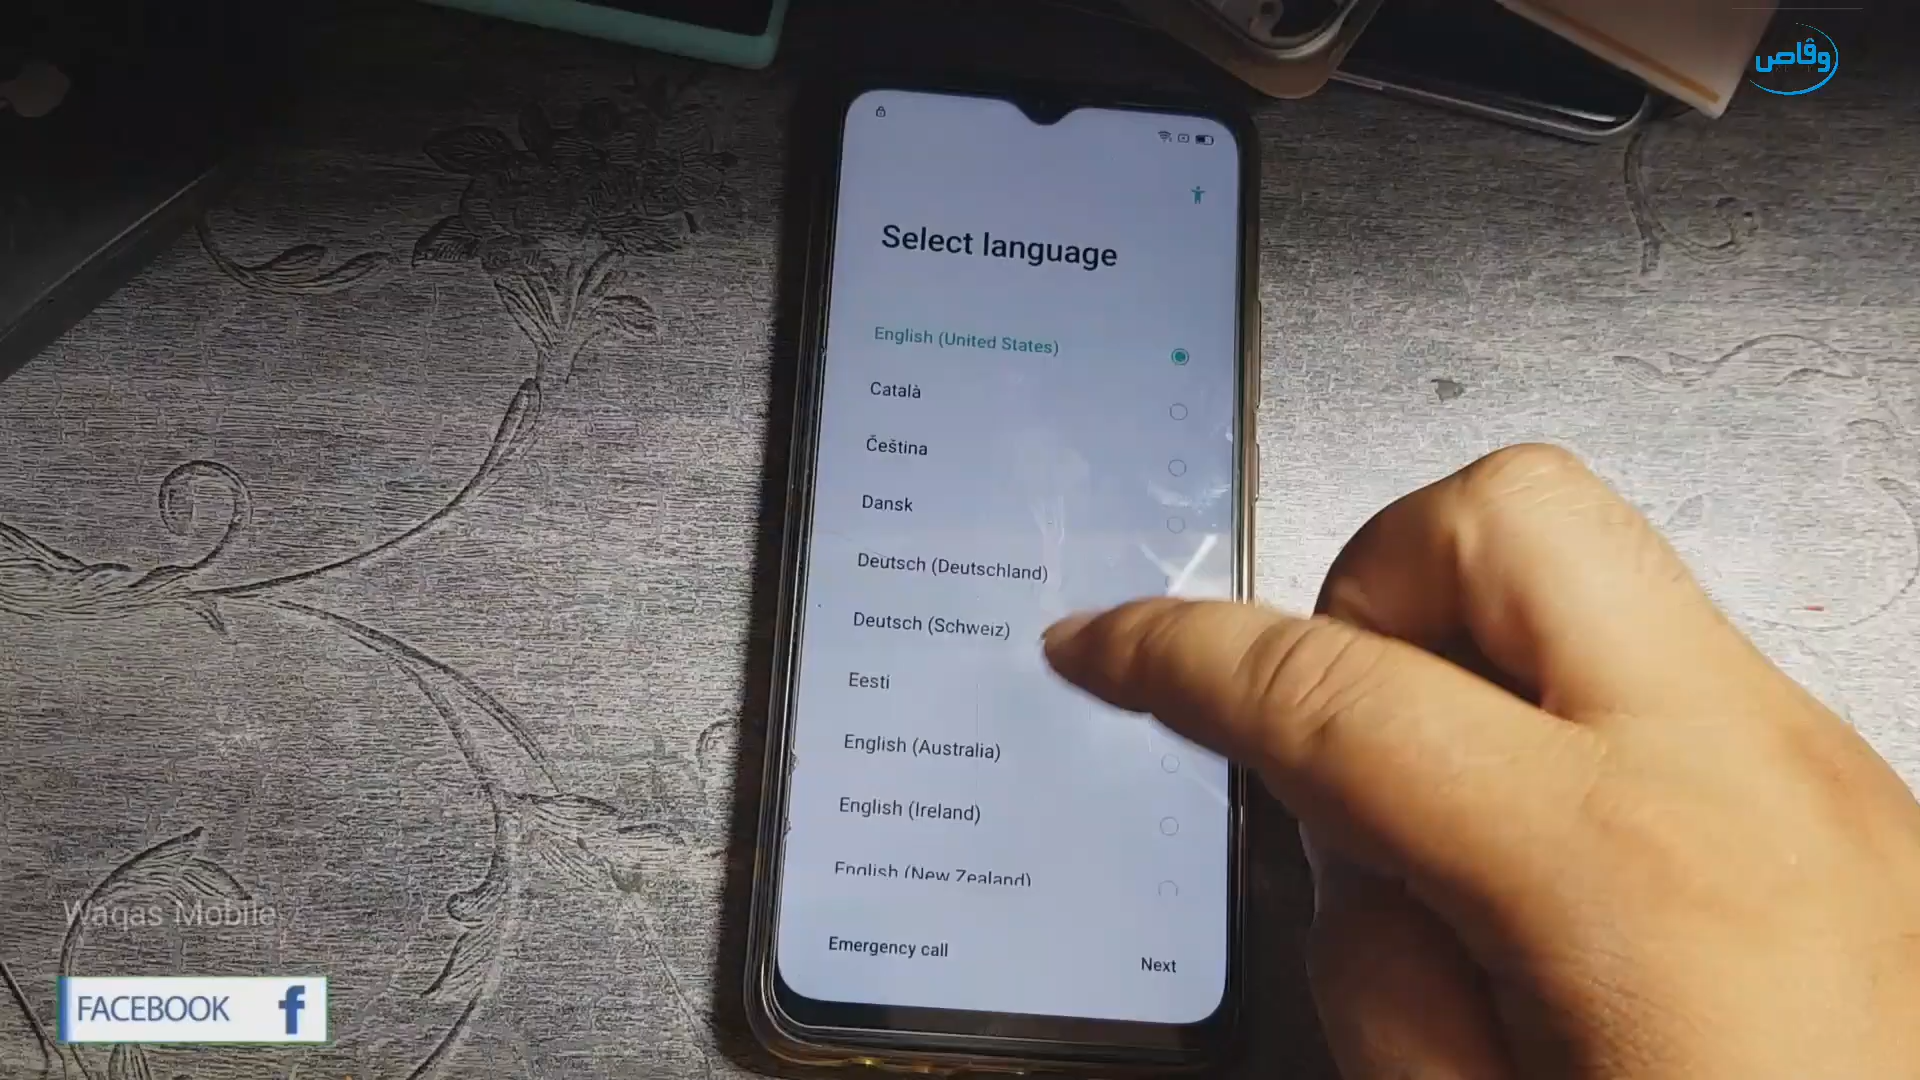 وقاص
Select language
English (United States)
Català
Čeština
Dansk
Deutsch (Deutschland)
Deutsch (Schweiz)
Eesti
English (Australia)
English (Ireland)
English (New Zealand)
Emergency call
Next
Waqas Mobile
FACEBOOK f